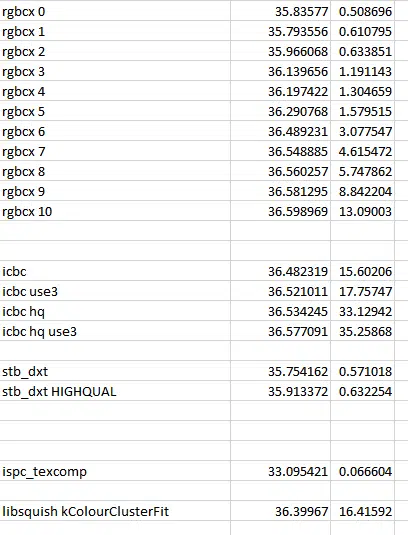 rgbcx 0 35.83577 0.508696
rgbcx 1 35.793556 0.610795
rgbcx 2 35.966068 0.633851
rgbcx 3 36.139656 1.191143
rgbcx 4 36.197422 1.304659
rgbcx 5 36.290768 1.579515
rgbcx 6 36.489231 3.077547
rgbcx 7 36.548885 4.615472
rgbcx 8 36.560257 5.747862
rgbcx 9 36.581295 8.842204
rgbcx 10 36.598969 13.09003
icbc 36.482319 15.60206
icbc use3 36.521011 17.75747
icbc hq 36.534245 33.12942
icbc hq use3 36.577091 35.25868
stb_dxt 35.754162 0.571018
stb_dxt HIGHQUAL 35.913372 0.632254
ispc_texcomp 33.095421 0.066604
libsquish kColourClusterFit 36.39967 16.41592